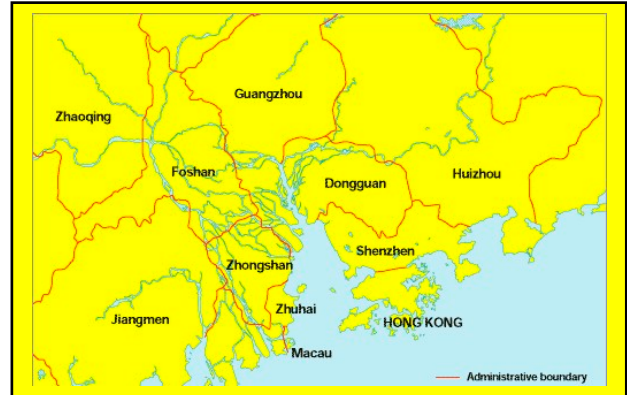 Guangzhou
Zhaoqing
Foshan
Dongguan
Huizhou
Shenzhen
Zhongshan
Zhuhai
Jiangmen
HONG KONG
Macau
Administrative boundary